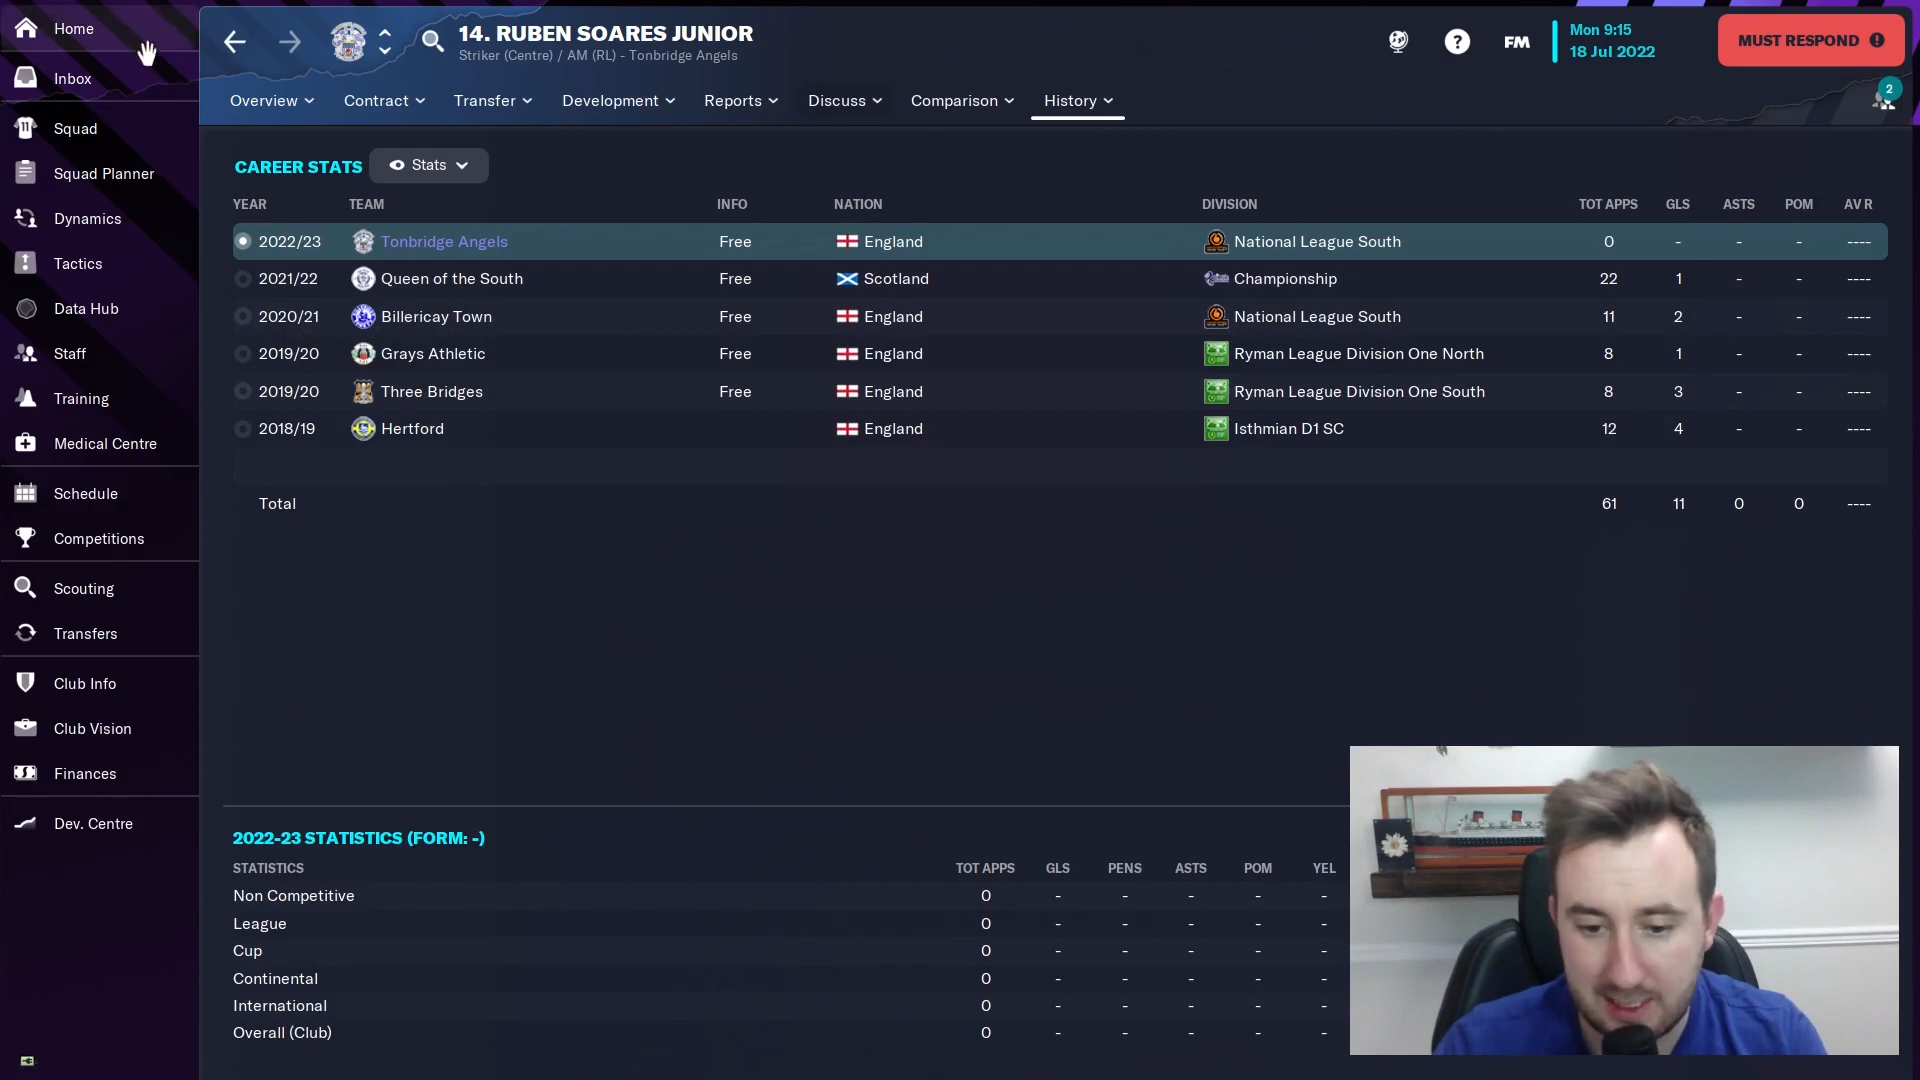 Home
Inbox
Squad
Squad Planner
Dynamics
Tactics
Data Hub
Staff
Training
Medical Centre
Schedule
Competitions
Scouting
Transfers
Club Info
Club Vision
Finances
Dev. Centre
14. RUBEN SOARES JUNIOR
Striker (Centre) / AM (RL) - Tonbridge Angels
? FM
Mon 9:15
18 Jul 2022
MUST RESPOND
2
Overview Contract Transfer Development Reports Discuss Comparison History
CAREER STATS Stats
YEAR TEAM INFO NATION DIVISION TOT APPS GLS ASTS POM AV R
2022/23 Tonbridge Angels Free England National League South 0 - - - ----
2021/22 Queen of the South Free Scotland Championship 22 1 - - ----
2020/21 Billericay Town Free England National League South 11 2 - - ----
2019/20 Grays Athletic Free England Ryman League Division One North 8 1 - - ----
2019/20 Three Bridges Free England Ryman League Division One South 8 3 - - ----
2018/19 Hertford England Isthmian D1 SC 12 4 - - ----
Total 61 11 0 0 ----
2022-23 STATISTICS (FORM: -)
STATISTICS TOT APPS GLS PENS ASTS POM YEL
Non Competitive 0 - - - - -
League 0 - - - - -
Cup 0 - - - - -
Continental 0 - - - - -
International 0 - - - - -
Overall (Club) 0 - - - - -